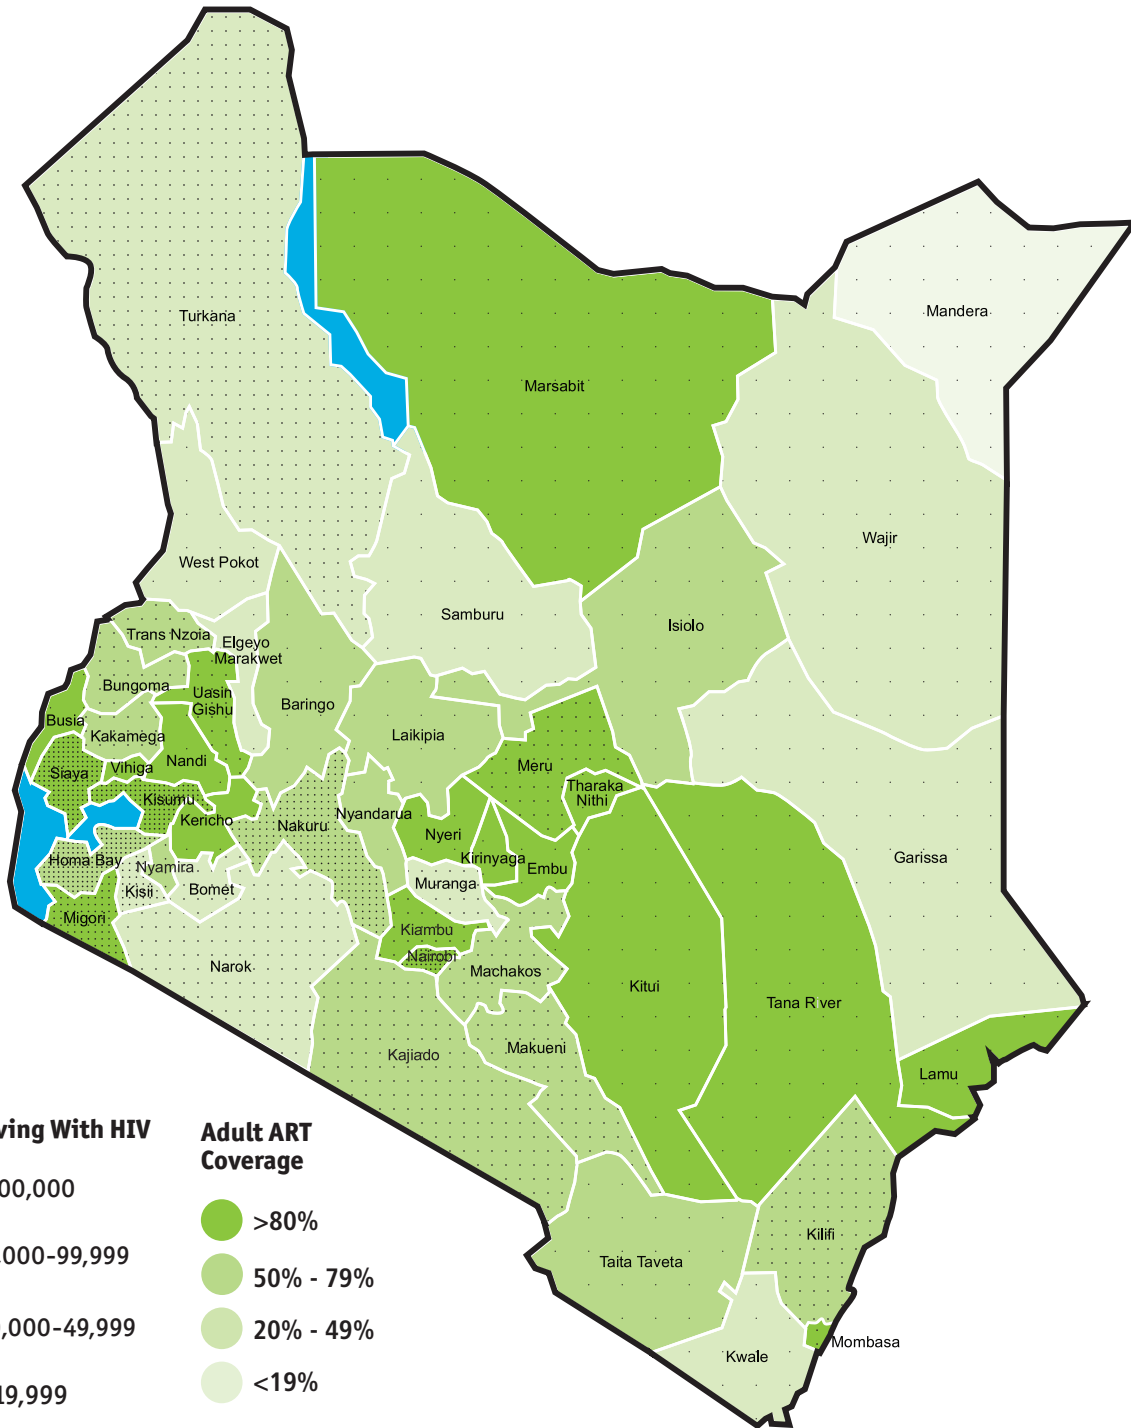 Turkana
Marsabit
Mandera
Wajir
West Pokot
Samburu
Isiolo
Trans Nzoia
Elgeyo
Marakwet
Bungoma
Uasin
Gishu
Baringo
Busia
Kakamega
Laikipia
Nandi
Vihiga
Siaya
Meru
Tharaka
Nithi
Kisumu
Kericho
Nakuru
Nyandarua
Nyeri
Kirinyaga
Embu
Garissa
Homa Bay
Nyamira
Kisii
Bomet
Muranga
Migori
Kiambu
Nairobi
Narok
Machakos
Kitui
Tana R ver
Makueni
Kajiado
Lamu
Kilifi
Taita Taveta
Mombasa
Kwale
ving With HIV
00,000
,000-99,999
,000-49,999
19,999
Adult ART
Coverage
>80%
50% - 79%
20% - 49%
<19%